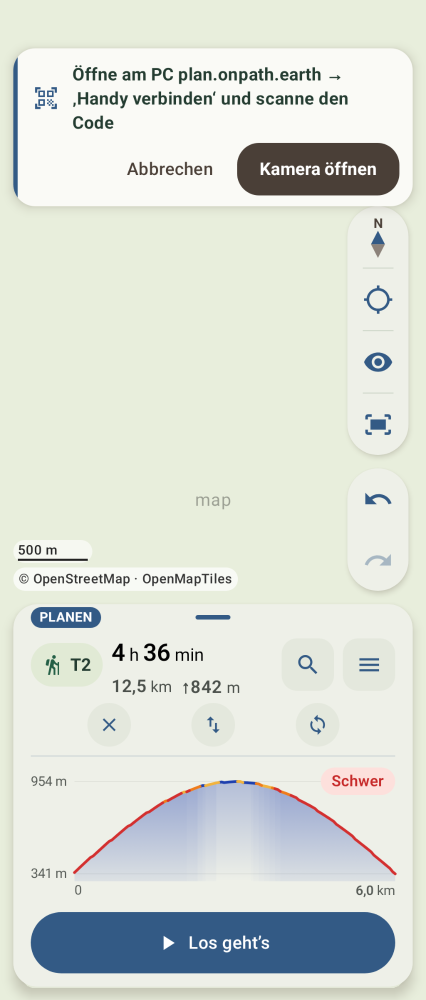 Öffne am PC plan.onpath.earth →
‚Handy verbinden‘ und scanne den
Code
Abbrechen
Kamera öffnen
N
map
500 m
© OpenStreetMap · OpenMapTiles
PLANEN
T2
4 h 36 min
12,5 km ↑842 m
954 m
Schwer
341 m
0
6,0 km
Los geht’s